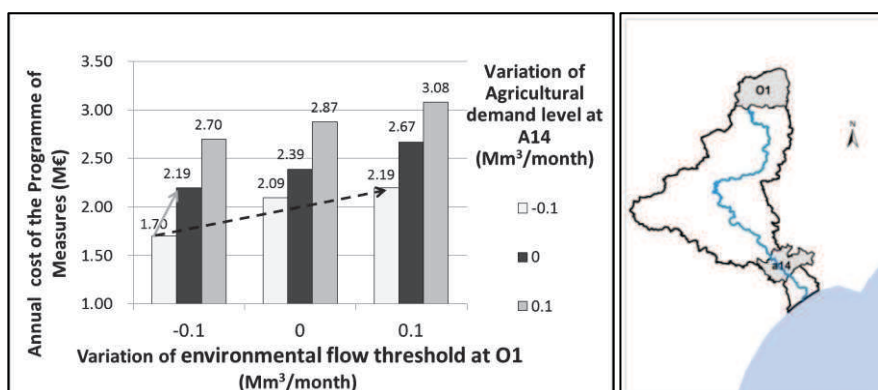 Annual cost of the Programme of
Measures (M€)
3.50
3.00
2.50
2.00
1.50
1.00
1.70
2.19
2.70
2.09
2.39
2.87
2.19
2.67
3.08
-0.1
0
0.1
Variation of environmental flow threshold at O1
(Mm³/month)
Variation of
Agricultural
demand level at
A14
(Mm³/month)
-0.1
0
0.1
O1
N
a14